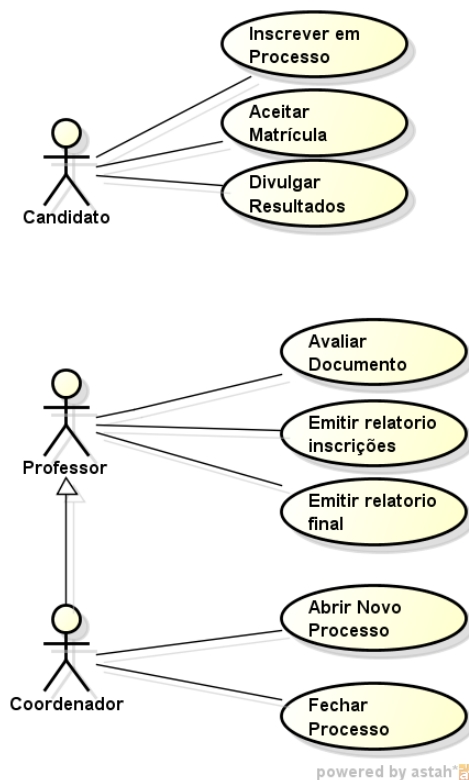 Inscrever em
Processo
Aceitar
Matrícula
Divulgar
Resultados
Candidato
Avaliar
Documento
Emitir relatorio
inscrições
Emitir relatorio
final
Professor
Abrir Novo
Processo
Coordenador
Fechar
Processo
powered by astah*